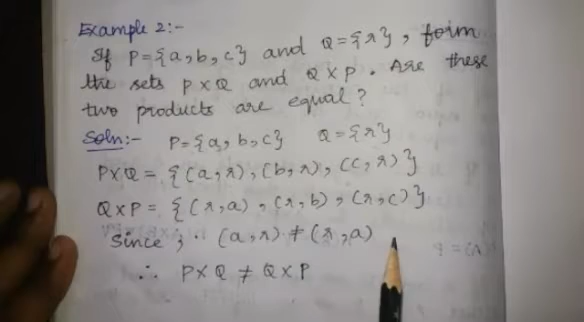 Example 2:-
If P={a,b,c} and Q={r}, form
the sets P×Q and Q×P. Are these
two products are equal?
Soln:- P={a,b,c} Q={r}
P×Q = {(a,r),(b,r),(c,r)}
Q×P = {(r,a),(r,b),(r,c)}
Since, (a,r) ≠ (r,a)
∴ P×Q ≠ Q×P